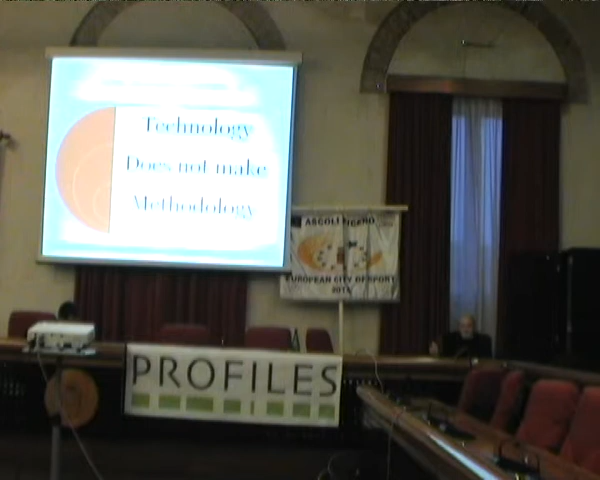 Technology
Does not make
Methodology
ASCOLI PICENO
EUROPEAN CITY OF SPORT
PROFILES